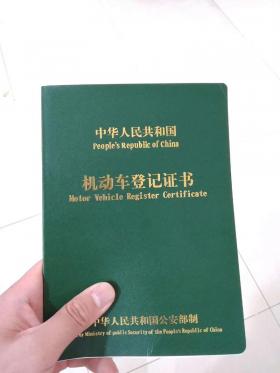 中华人民共和国
People's Republic of China
机动车登记证书
Motor Vehicle Register Certificate
中华人民共和国公安部制
Ministry of public Security of the People's Republic of China